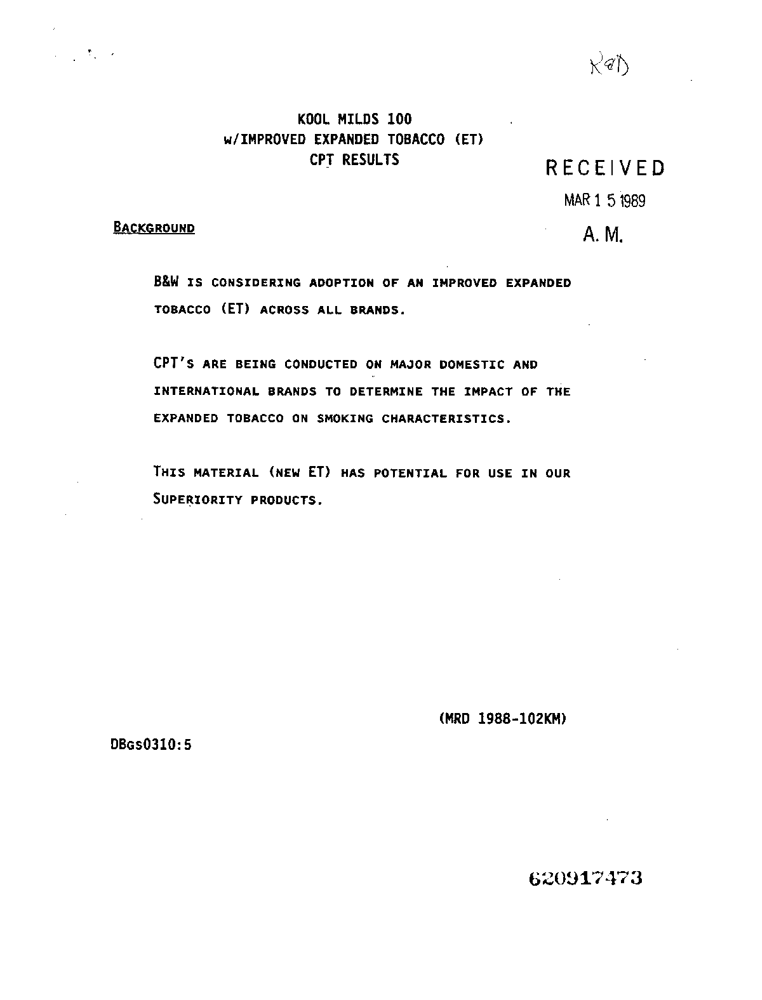 R&D
KOOL MILDS 100
w/IMPROVED EXPANDED TOBACCO (ET)
CPT RESULTS
RECEIVED
MAR 15 1989
A.M.
BACKGROUND
B&W IS CONSIDERING ADOPTION OF AN IMPROVED EXPANDED
TOBACCO (ET) ACROSS ALL BRANDS.
CPT'S ARE BEING CONDUCTED ON MAJOR DOMESTIC AND
INTERNATIONAL BRANDS TO DETERMINE THE IMPACT OF THE
EXPANDED TOBACCO ON SMOKING CHARACTERISTICS.
THIS MATERIAL (NEW ET) HAS POTENTIAL FOR USE IN OUR
SUPERIORITY PRODUCTS.
(MRD 1988-102KM)
DBGS0310:5
620917473